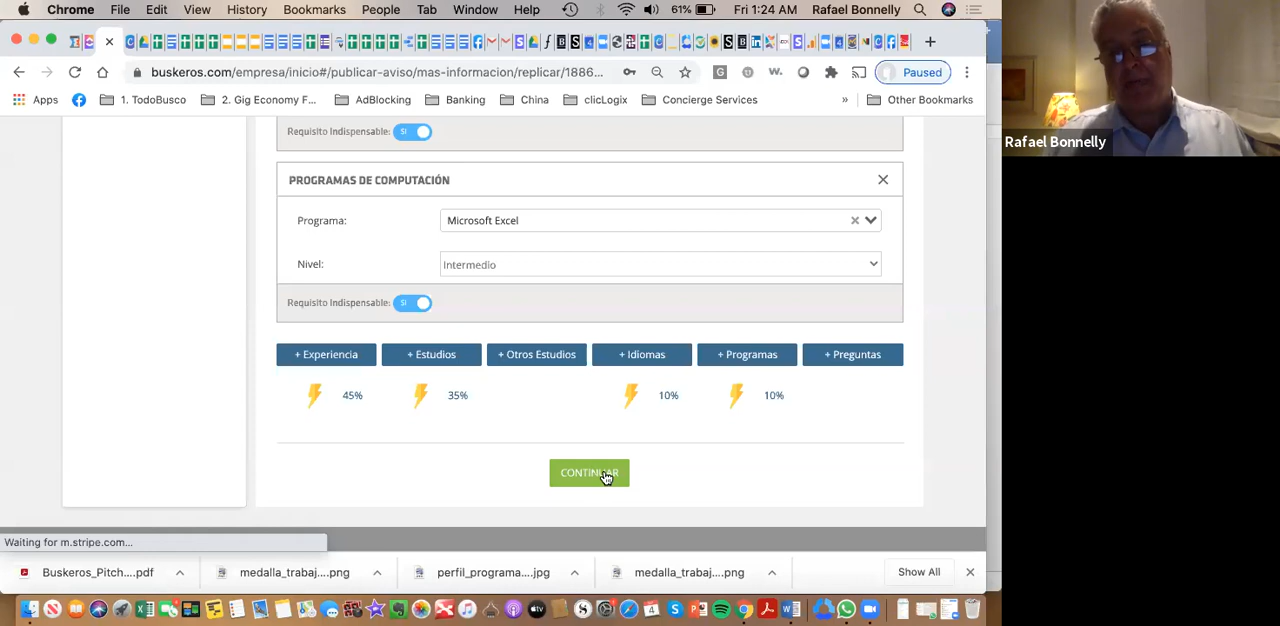 Chrome File Edit View History Bookmarks People Tab Window Help 61% Fri 1:24 AM Rafael Bonnelly
buskeros.com/empresa/inicio#/publicar-aviso/mas-informacion/replicar/1886... Paused
Apps 1. TodoBusco 2. Gig Economy F... AdBlocking Banking China clicLogix Concierge Services » Other Bookmarks
Rafael Bonnelly
Requisito Indispensable: SI
PROGRAMAS DE COMPUTACIÓN
Programa: Microsoft Excel
Nivel: Intermedio
Requisito Indispensable: SI
+ Experiencia + Estudios + Otros Estudios + Idiomas + Programas + Preguntas
45% 35% 10% 10%
CONTINUAR
Waiting for m.stripe.com...
Buskeros_Pitch....pdf medalla_trabaj....png perfil_programa....jpg medalla_trabaj....png Show All